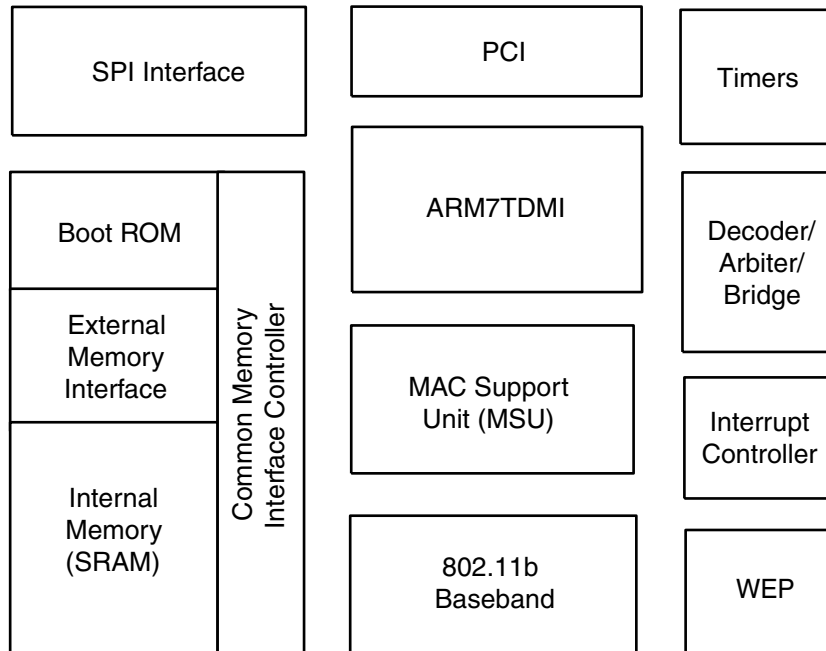 SPI Interface
PCI
Timers
Boot ROM
External
Memory
Interface
Internal
Memory
(SRAM)
Common Memory
Interface Controller
ARM7TDMI
MAC Support
Unit (MSU)
802.11b
Baseband
Decoder/
Arbiter/
Bridge
Interrupt
Controller
WEP